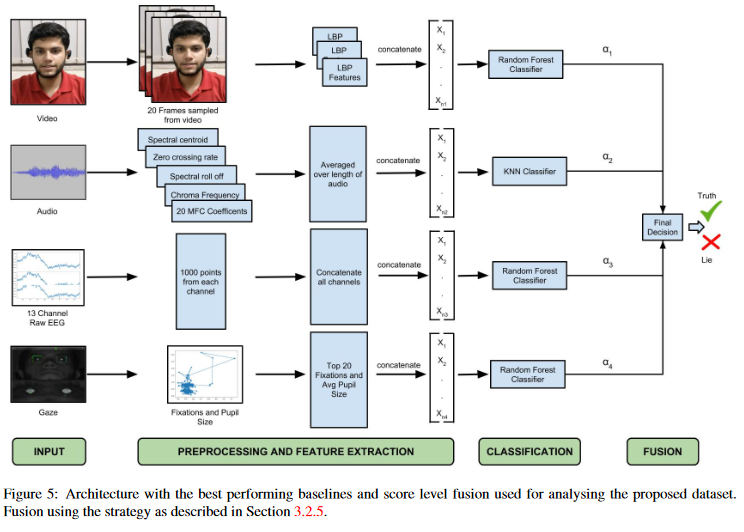 LBP
LBP
Features
concatenate
X1
X2
.
.
Xn1
Random Forest
Classifier
α1
Video
20 Frames sampled
from video
Spectral centroid
Zero crossing rate
Spectral roll off
Chroma Frequency
20 MFC Coefficents
Averaged
over length of
audio
concatenate
X1
X2
.
.
Xn2
KNN Classifier
α2
Audio
Truth
Final
Decision
Lie
1000 points
from each
channel
Concatenate
all channels
concatenate
X1
X2
.
.
Xn3
Random Forest
Classifier
α3
13 Channel
Raw EEG
Top 20
Fixations and
Avg Pupil
Size
concatenate
X1
X2
.
.
Xn4
Random Forest
Classifier
α4
Gaze
Fixations and Pupil
Size
INPUT
PREPROCESSING AND FEATURE EXTRACTION
CLASSIFICATION
FUSION
Figure 5: Architecture with the best performing baselines and score level fusion used for analysing the proposed dataset.
Fusion using the strategy as described in Section 3.2.5.